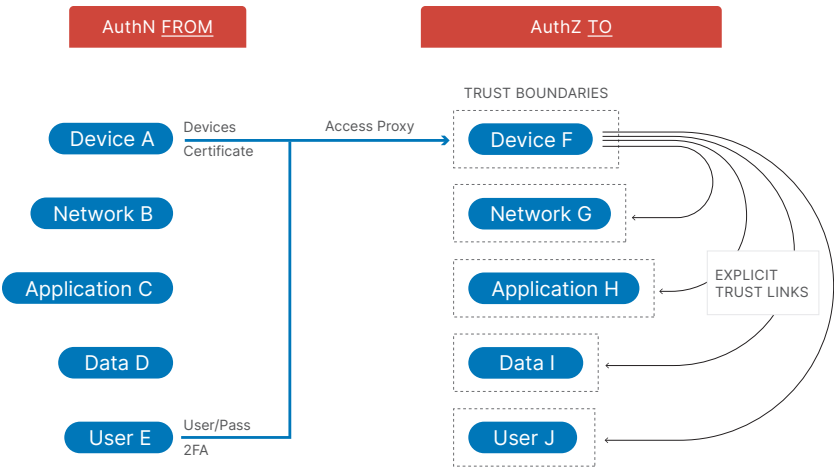 AuthN FROM
AuthZ TO
TRUST BOUNDARIES
Device A
Devices
Certificate
Access Proxy
Device F
Network B
Network G
Application C
Application H
EXPLICIT
TRUST LINKS
Data D
Data I
User E
User/Pass
2FA
User J